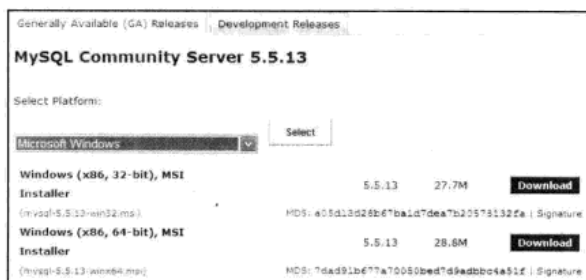 Generally Available (GA) Releases Development Releases
MySQL Community Server 5.5.13
Select Platform:
Microsoft Windows Select
Windows (x86, 32-bit), MSI
Installer 5.5.13 27.7M Download
(mysql-5.5.13-win32.msi) MD5: | Signature
Windows (x86, 64-bit), MSI
Installer 5.5.13 28.8M Download
(mysql-5.5.13-winx64.msi) MD5: | Signature